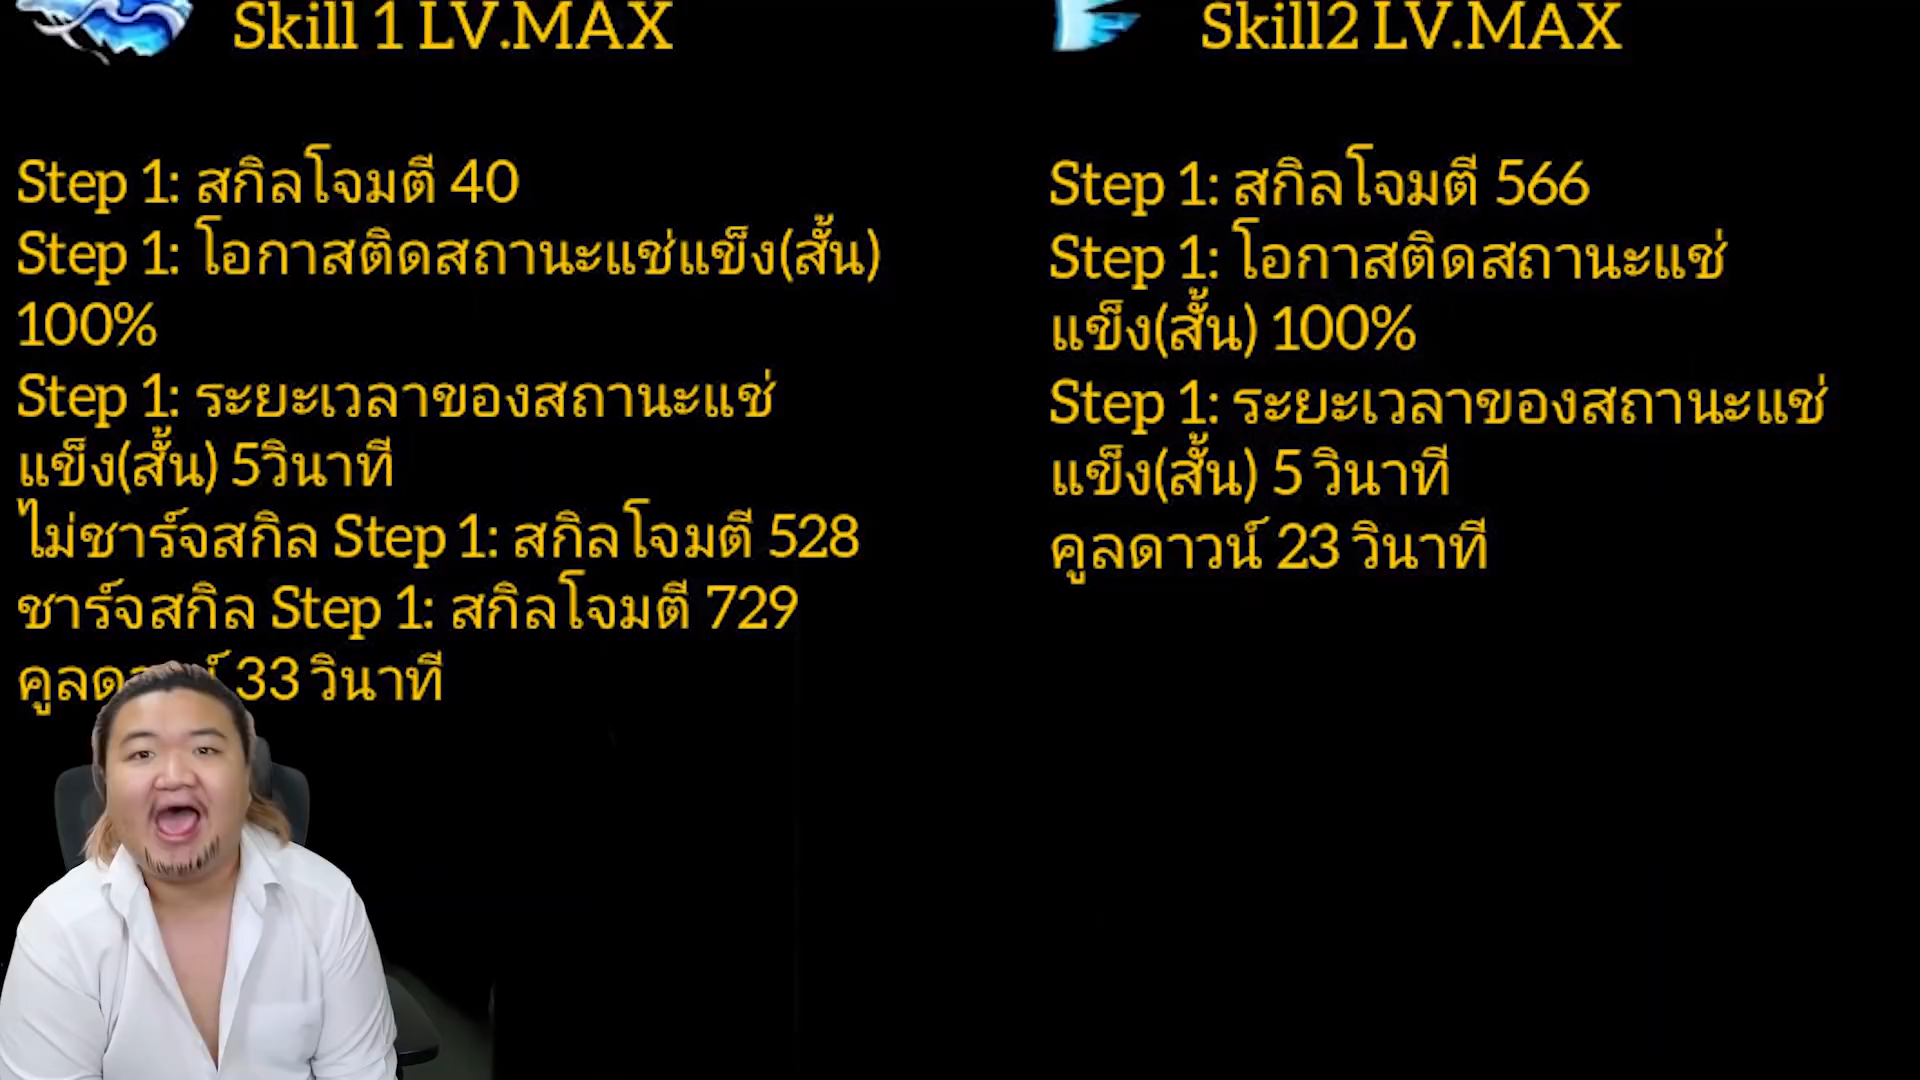 Skill 1 LV.MAX
Step 1: สกิลโจมตี 40
Step 1: โอกาสติดสถานะแช่แข็ง(สั้น)
100%
Step 1: ระยะเวลาของสถานะแช่
แข็ง(สั้น) 5วินาที
ไม่ชาร์จสกิล Step 1: สกิลโจมตี 528
ชาร์จสกิล Step 1: สกิลโจมตี 729
33 วินาที
Skill2 LV.MAX
Step 1: สกิลโจมตี 566
Step 1: โอกาสติดสถานะแช่
แข็ง(สั้น) 100%
Step 1: ระยะเวลาของสถานะแช่
แข็ง(สั้น) 5 วินาที
คูลดาวน์ 23 วินาที